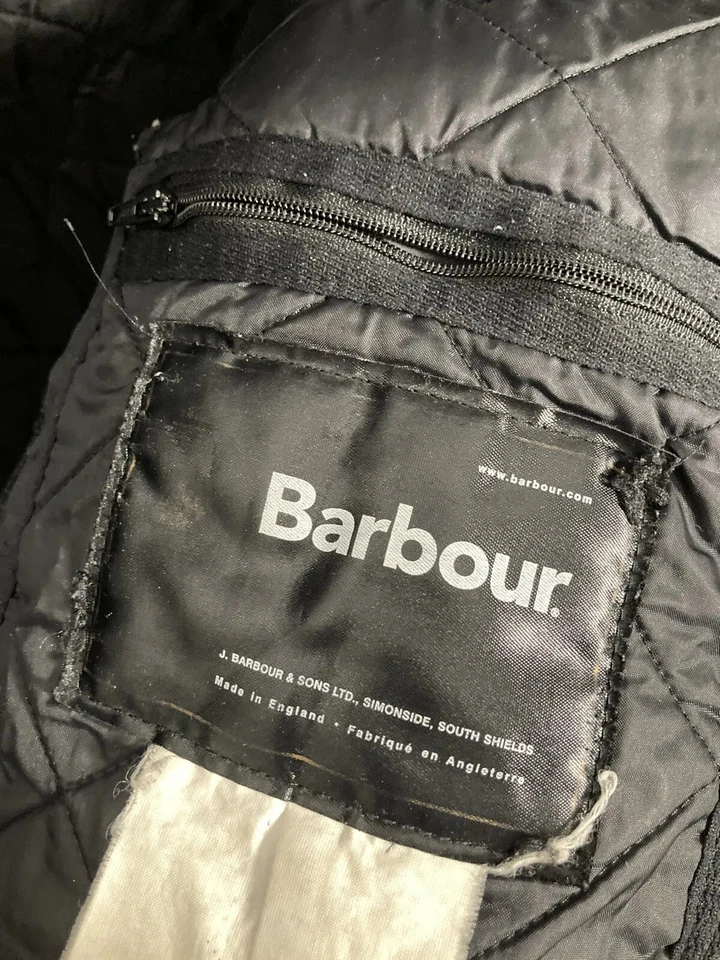 www.barbour.com
Barbour.
J. BARBOUR & SONS LTD., SIMONSIDE, SOUTH SHIELDS
Made in England • Fabriqué en Angleterre